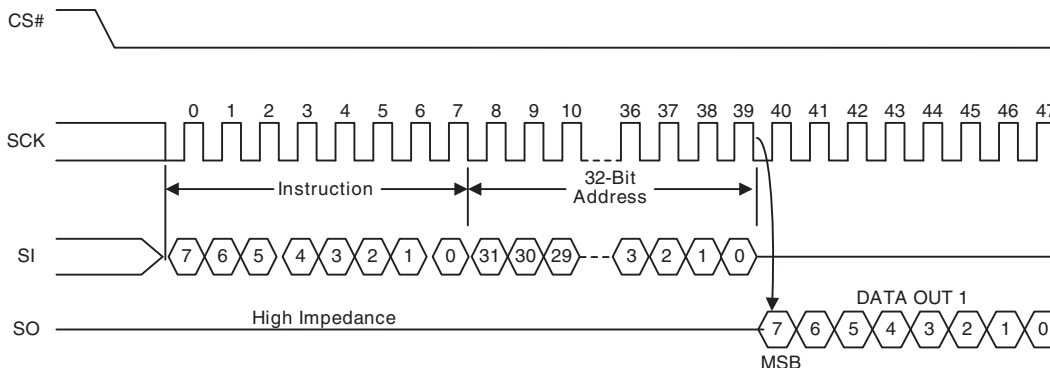 CS#
0 1 2 3 4 5 6 7 8 9 10 36 37 38 39 40 41 42 43 44 45 46 47
SCK
Instruction
32-Bit
Address
SI
7 6 5 4 3 2 1 0 31 30 29 3 2 1 0
DATA OUT 1
High Impedance
SO
7 6 5 4 3 2 1 0
MSB